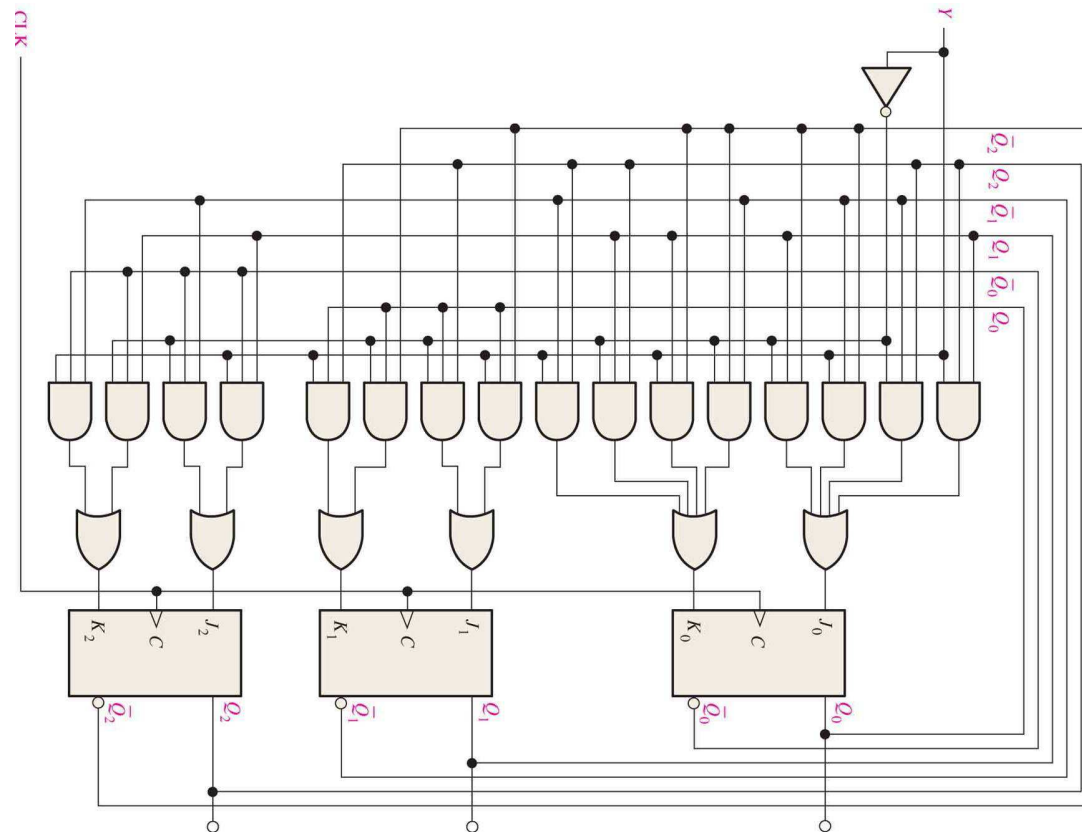 Y
CLK
Q̅₂
Q₂
Q̅₁
Q₁
Q̅₀
Q₀
J₀
C
K₀
Q₀
Q̅₀
J₁
C
K₁
Q₁
Q̅₁
J₂
C
K₂
Q₂
Q̅₂